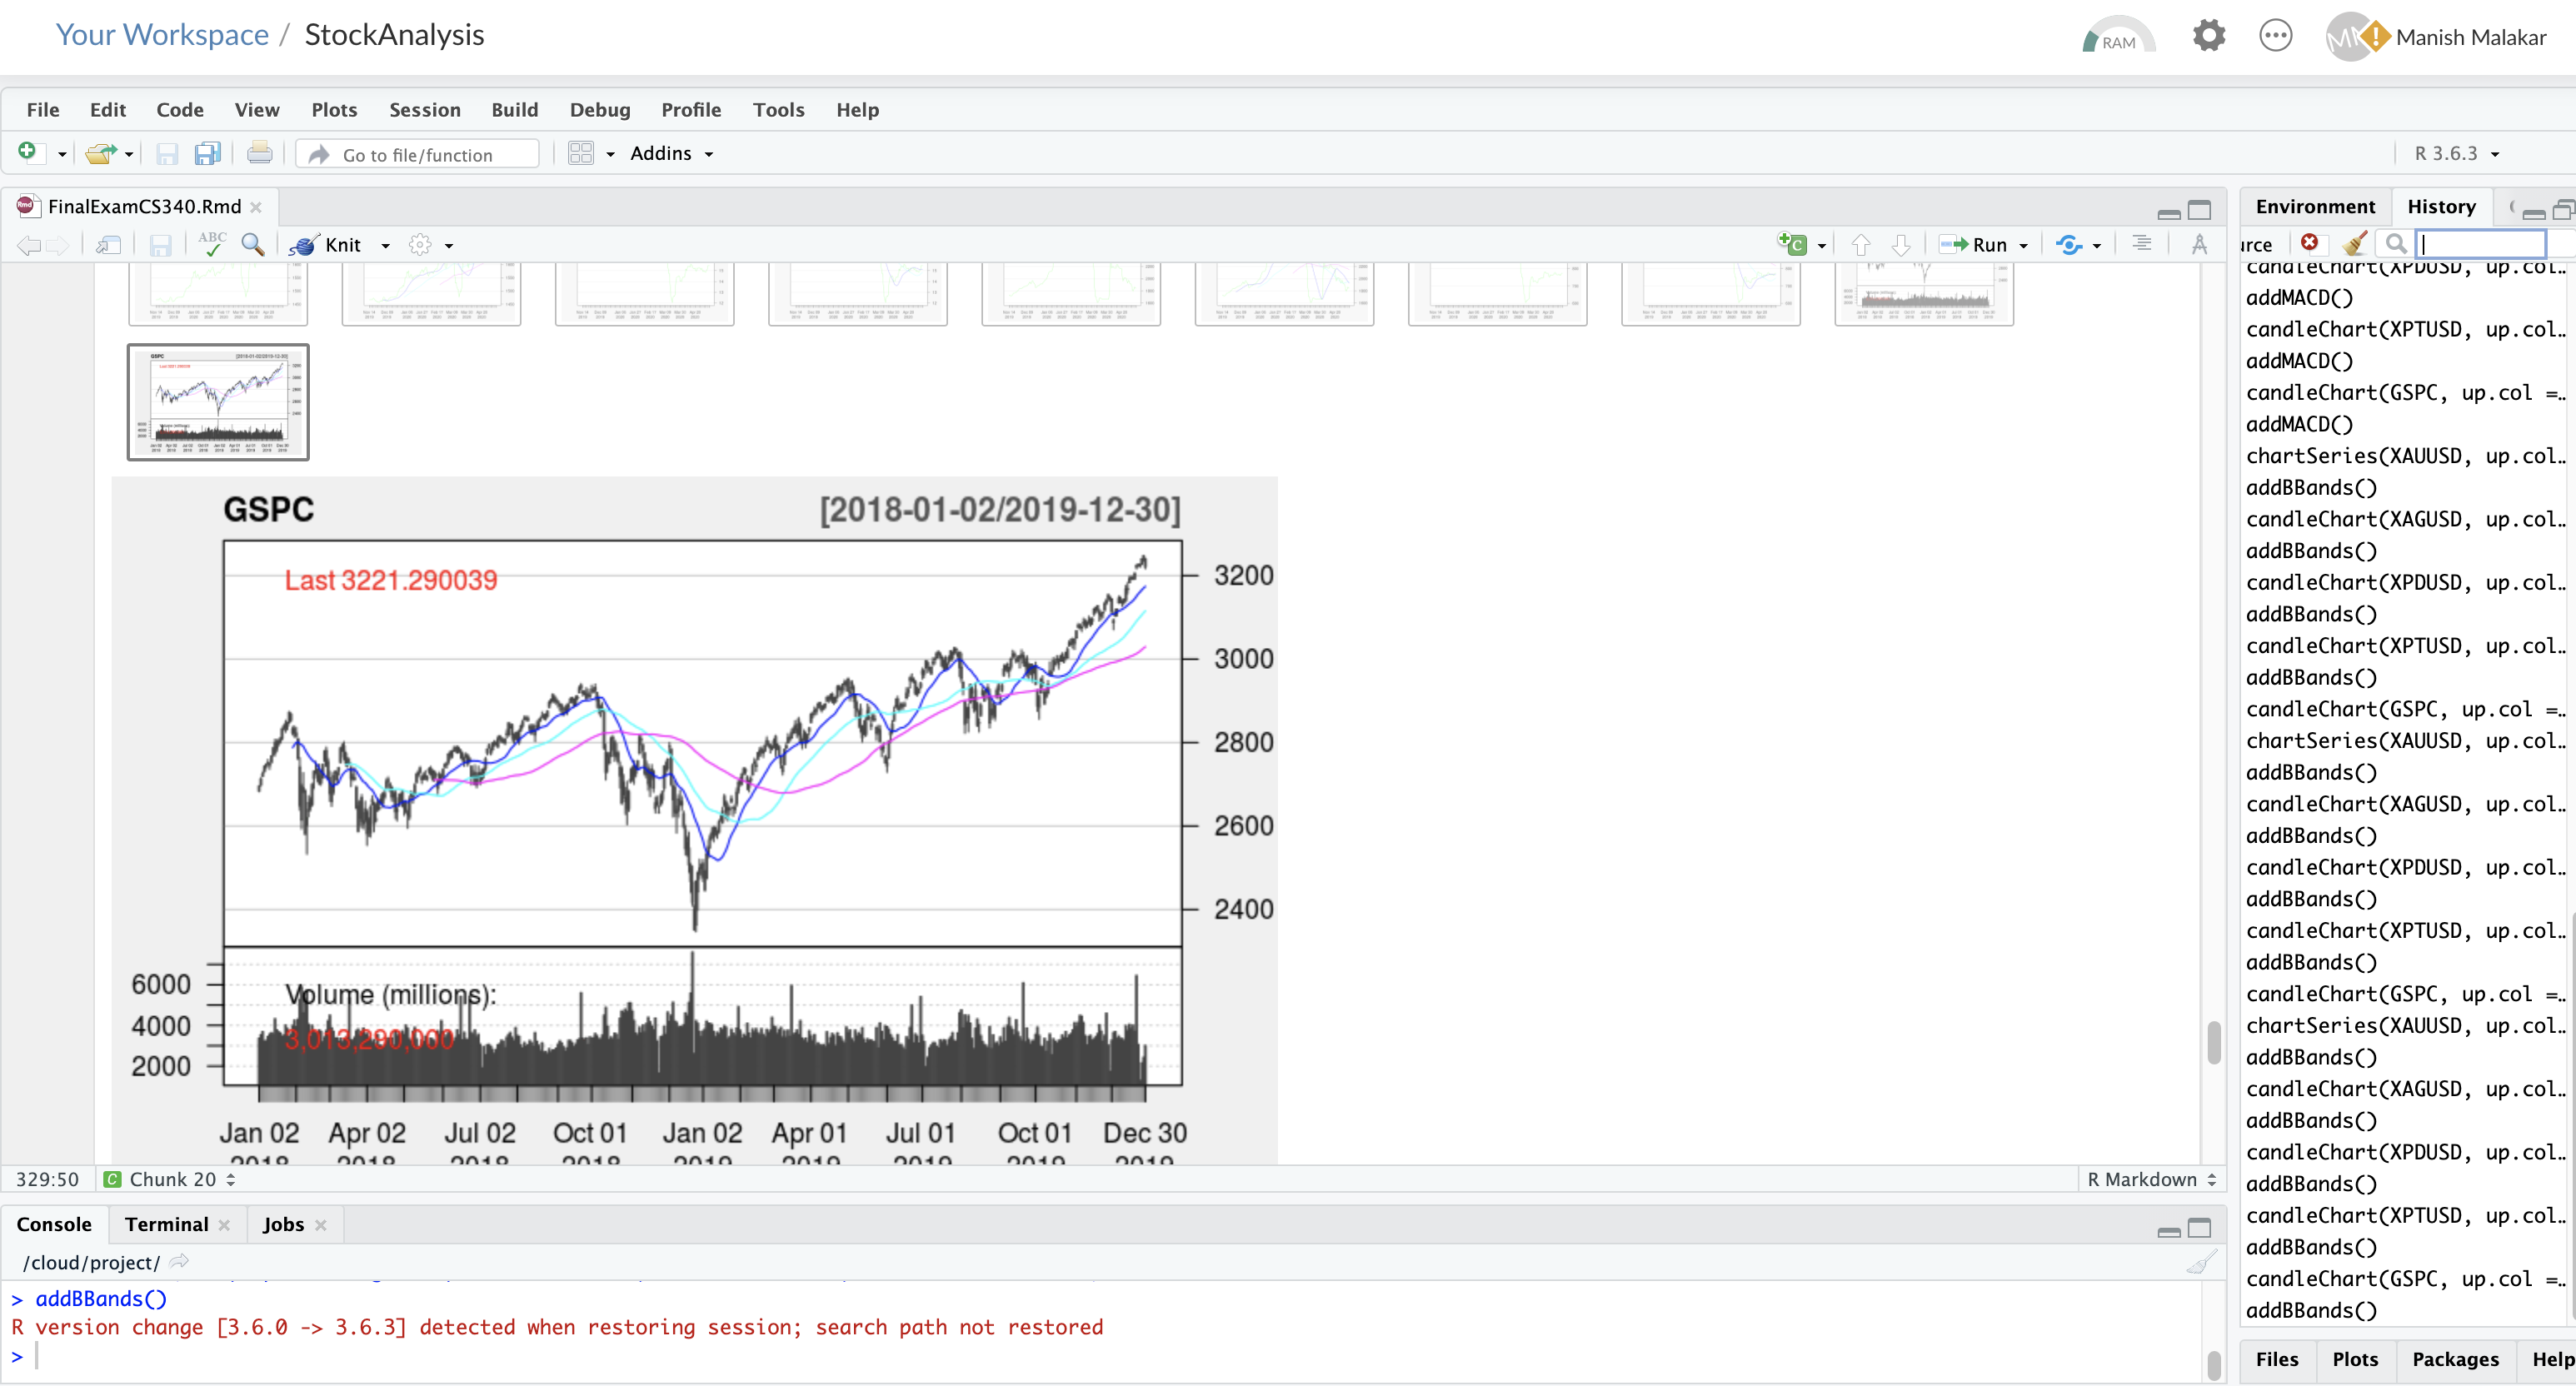 Your Workspace / StockAnalysis
RAM
Manish Malakar
File Edit Code View Plots Session Build Debug Profile Tools Help
Go to file/function Addins R 3.6.3
FinalExamCS340.Rmd
ABC Knit Run
GSPC [2018-01-02/2019-12-30]
Last 3221.290039
3200
3000
2800
2600
2400
6000
4000
2000
Volume (millions):
3,013,290,000
Jan 02 Apr 02 Jul 02 Oct 01 Jan 02 Apr 01 Jul 01 Oct 01 Dec 30
2018 2018 2018 2018 2019 2019 2019 2019 2019
329:50 Chunk 20 R Markdown
Console Terminal Jobs
/cloud/project/
> addBBands()
R version change [3.6.0 -> 3.6.3] detected when restoring session; search path not restored
>
Environment History
urce
candleChart(XPDUSD, up.col..
addMACD()
candleChart(XPTUSD, up.col..
addMACD()
candleChart(GSPC, up.col =..
addMACD()
chartSeries(XAUUSD, up.col..
addBBands()
candleChart(XAGUSD, up.col..
addBBands()
candleChart(XPDUSD, up.col..
addBBands()
candleChart(XPTUSD, up.col..
addBBands()
candleChart(GSPC, up.col =..
chartSeries(XAUUSD, up.col..
addBBands()
candleChart(XAGUSD, up.col..
addBBands()
candleChart(XPDUSD, up.col..
addBBands()
candleChart(XPTUSD, up.col..
addBBands()
candleChart(GSPC, up.col =..
chartSeries(XAUUSD, up.col..
addBBands()
candleChart(XAGUSD, up.col..
addBBands()
candleChart(XPDUSD, up.col..
addBBands()
candleChart(XPTUSD, up.col..
addBBands()
candleChart(GSPC, up.col =..
addBBands()
Files Plots Packages Help